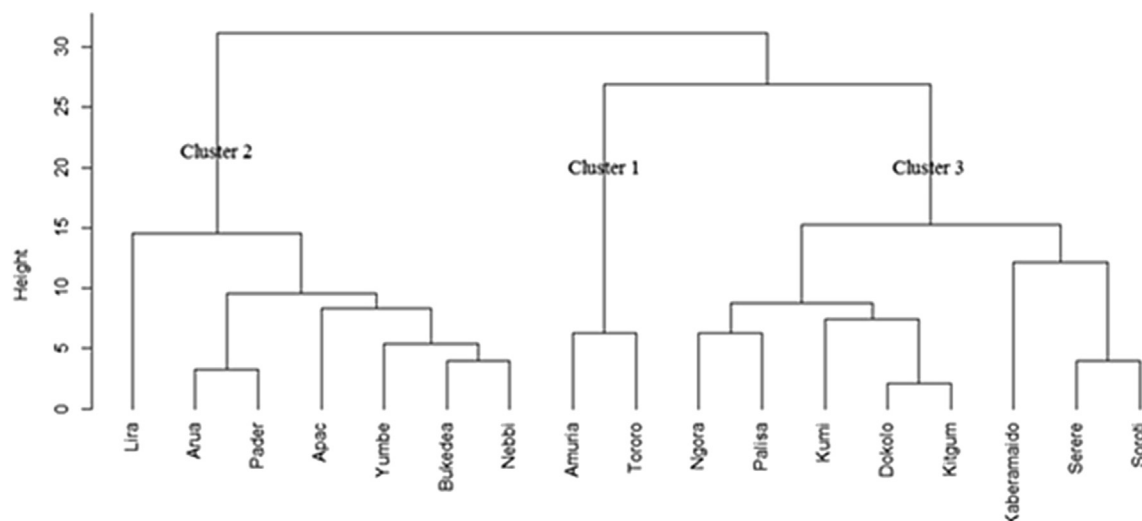 30
25
20
15
10
5
0
Height
Cluster 2
Cluster 1
Cluster 3
Lira
Arua
Pader
Apac
Yumbe
Bukedea
Nebbi
Amuria
Tororo
Ngora
Palisa
Kumi
Dokolo
Kitgum
Kaberamaido
Serere
Soroti